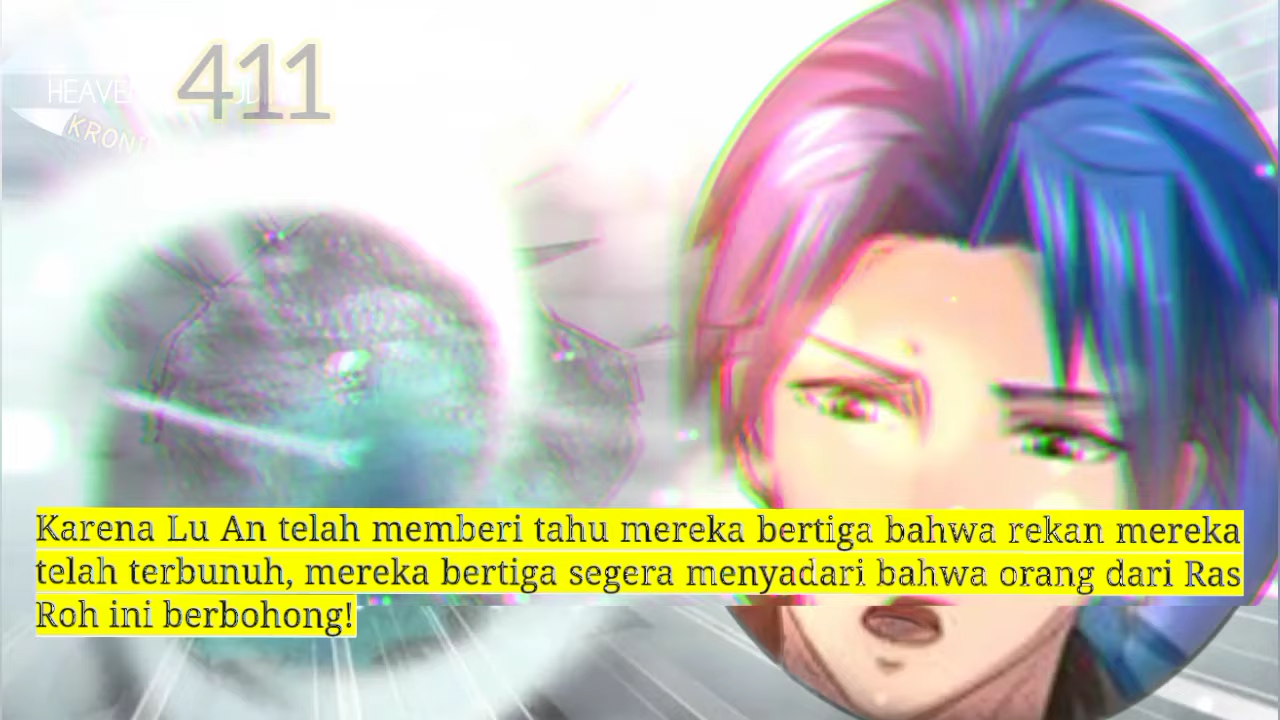 411
HEAVE
KRONI
Karena Lu An telah memberi tahu mereka bertiga bahwa rekan mereka
telah terbunuh, mereka bertiga segera menyadari bahwa orang dari Ras
Roh ini berbohong!